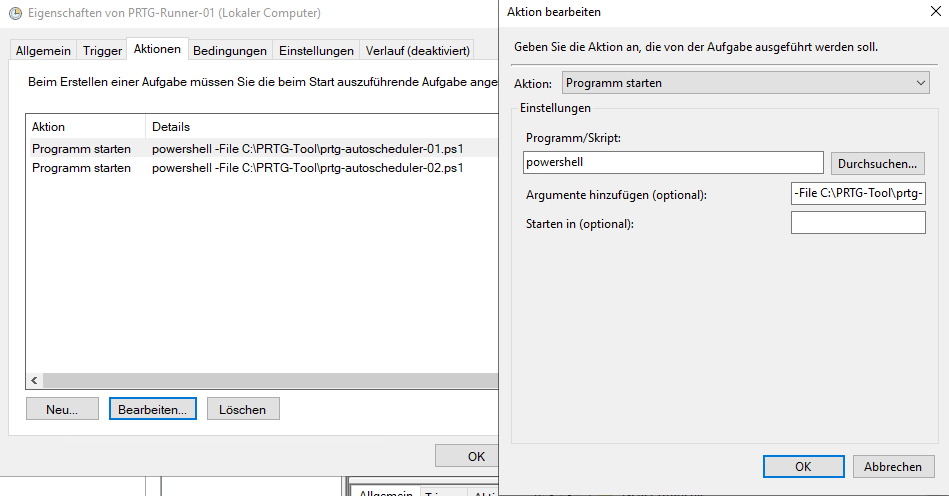 Eigenschaften von PRTG-Runner-01 (Lokaler Computer)
Allgemein Trigger Aktionen Bedingungen Einstellungen Verlauf (deaktiviert)
Beim Erstellen einer Aufgabe müssen Sie die beim Start auszuführende Aufgabe ange
Aktion Details
Programm starten powershell -File C:\PRTG-Tool\prtg-autoscheduler-01.ps1
Programm starten powershell -File C:\PRTG-Tool\prtg-autoscheduler-02.ps1
Neu... Bearbeiten... Löschen
OK
Allgemein
Aktion bearbeiten
Geben Sie die Aktion an, die von der Aufgabe ausgeführt werden soll.
Aktion: Programm starten
Einstellungen
Programm/Skript:
powershell Durchsuchen...
Argumente hinzufügen (optional): -File C:\PRTG-Tool\prtg-
Starten in (optional):
OK Abbrechen